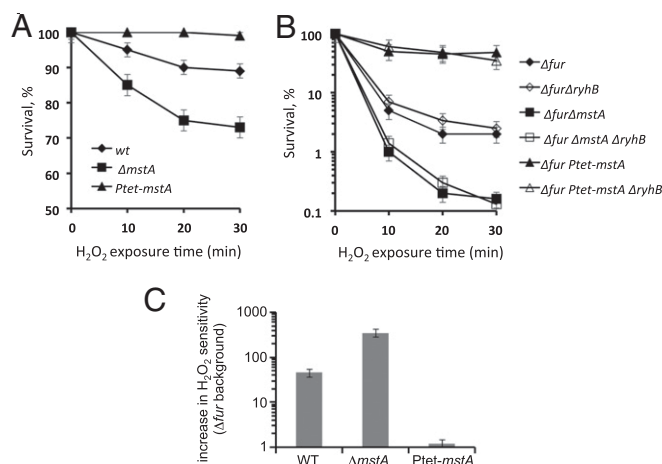 A
100
90
80
70
60
50
Survival, %
wt
ΔmstA
Ptet-mstA
0 10 20 30
H2O2 exposure time (min)
B
100
10
1
0.1
Survival, %
0 10 20 30
H2O2 exposure time (min)
Δfur
ΔfurΔryhB
ΔfurΔmstA
Δfur ΔmstA ΔryhB
Δfur Ptet-mstA
Δfur Ptet-mstA ΔryhB
C
1000
100
10
1
increase in H2O2 sensitivity
(Δfur background)
WT ΔmstA Ptet-mstA